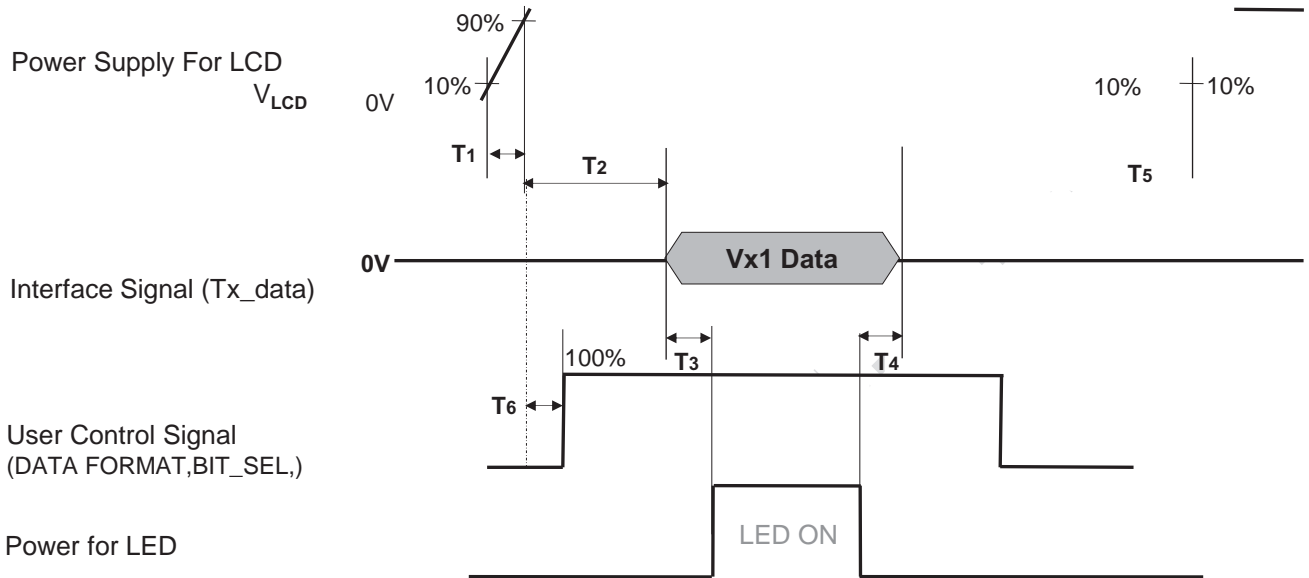 90%
Power Supply For LCD
10%
10%
10%
VLCD
0V
T1
T2
T5
0V
Vx1 Data
Interface Signal (Tx_data)
100%
T3
T4
T6
User Control Signal
(DATA FORMAT,BIT_SEL,)
LED ON
Power for LED